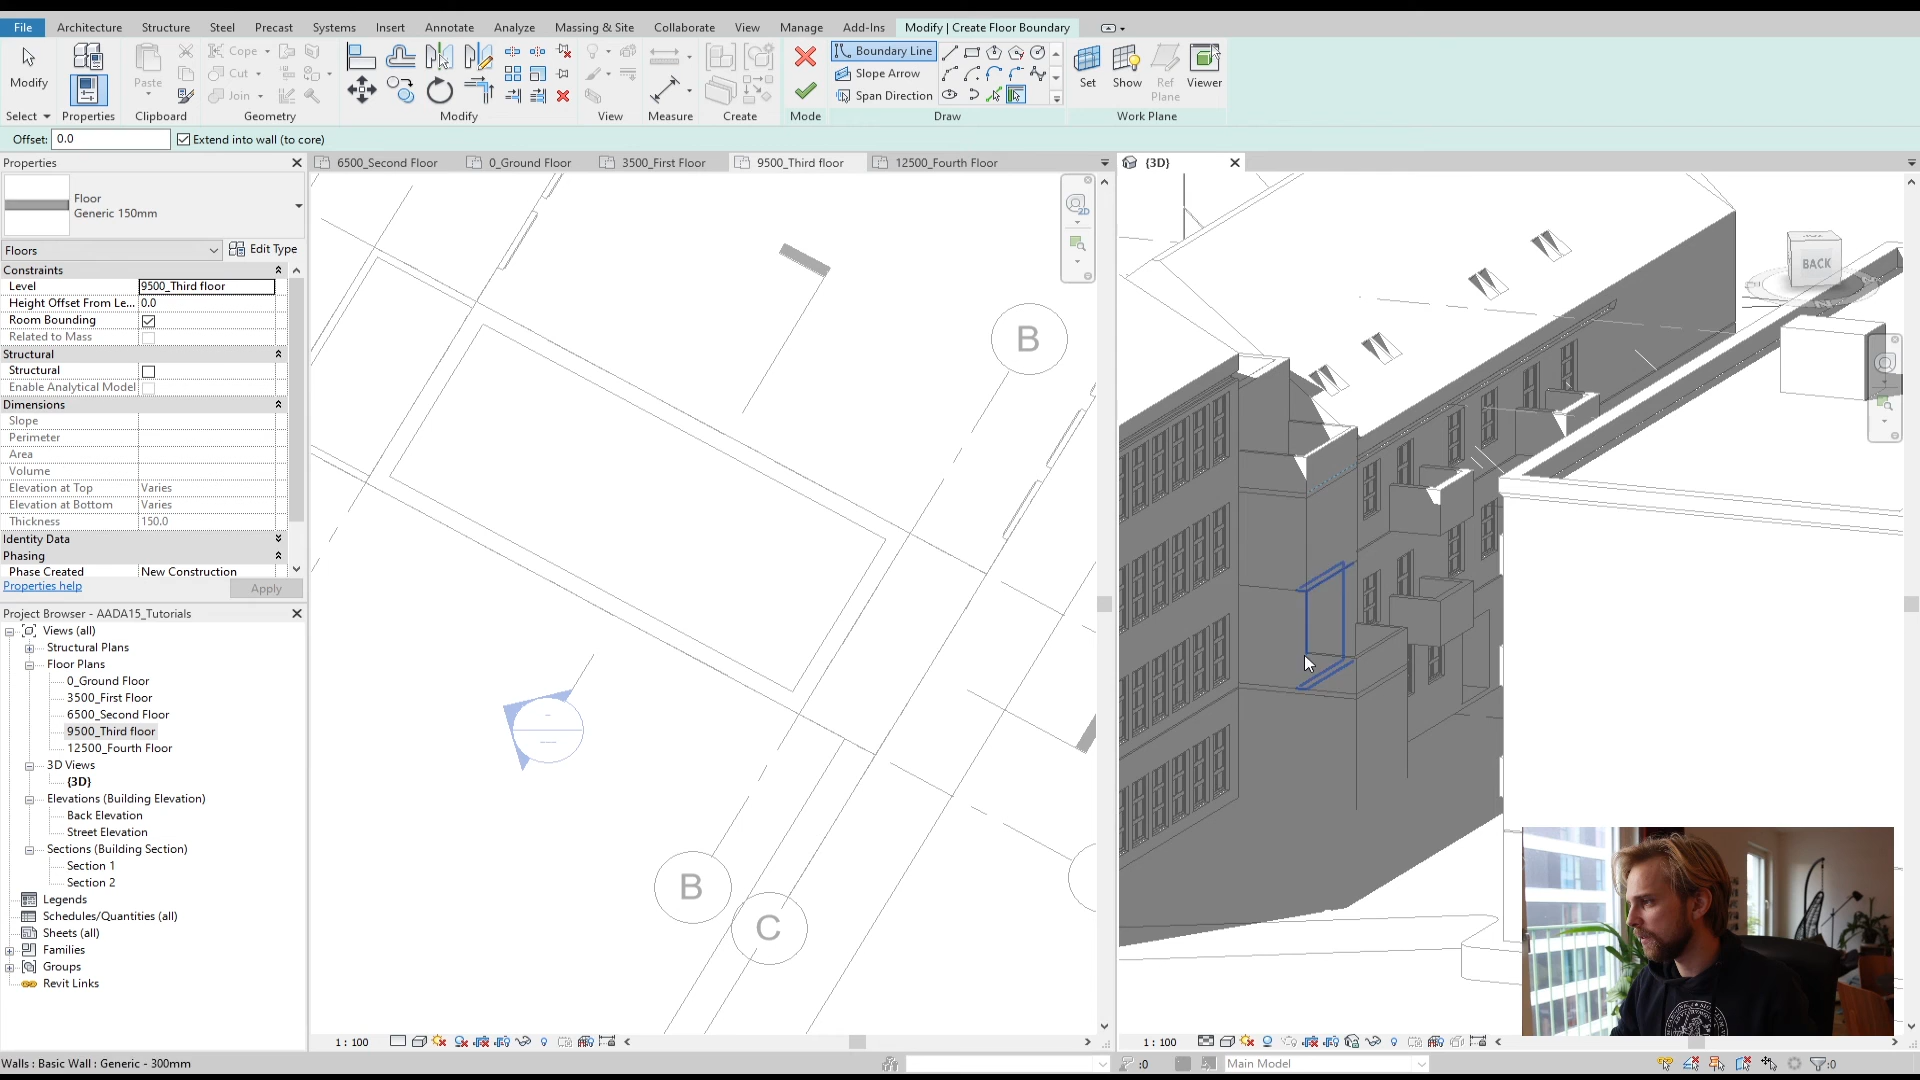 File Architecture Structure Steel Precast Systems Insert Annotate Analyze Massing & Site Collaborate View Manage Add-Ins Modify | Create Floor Boundary
Cope Boundary Line
Modify Paste Cut Slope Arrow Set Show Ref Plane Viewer
Join Span Direction
Select Properties Clipboard Geometry Modify View Measure Create Mode Draw Work Plane
Offset: 0.0 Extend into wall (to core)
Properties
6500_Second Floor 0_Ground Floor 3500_First Floor 9500_Third floor 12500_Fourth Floor {3D}
Floor
Generic 150mm
Floors Edit Type
Constraints
Level 9500_Third floor
Height Offset From Le... 0.0
Room Bounding
Related to Mass
Structural
Structural
Enable Analytical Model
Dimensions
Slope
Perimeter
Area
Volume
Elevation at Top Varies
Elevation at Bottom Varies
Thickness 150.0
Identity Data
Phasing
Phase Created New Construction
Properties help Apply
Project Browser - AADA15_Tutorials
Views (all)
Structural Plans
Floor Plans
0_Ground Floor
3500_First Floor
6500_Second Floor
9500_Third floor
12500_Fourth Floor
3D Views
{3D}
Elevations (Building Elevation)
Back Elevation
Street Elevation
Sections (Building Section)
Section 1
Section 2
Legends
Schedules/Quantities (all)
Sheets (all)
Families
Groups
Revit Links
2D
B
B
C
BACK
1 : 100
1 : 100
Walls : Basic Wall : Generic - 300mm :0 Main Model :0